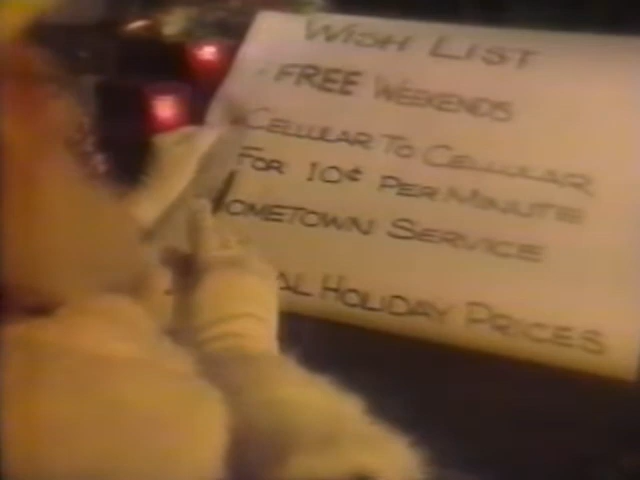 WISH LIST
FREE WEEKENDS
CELLULAR TO CELLULAR
FOR 10¢ PER MINUTE
HOMETOWN SERVICE
HOLIDAY PRICES